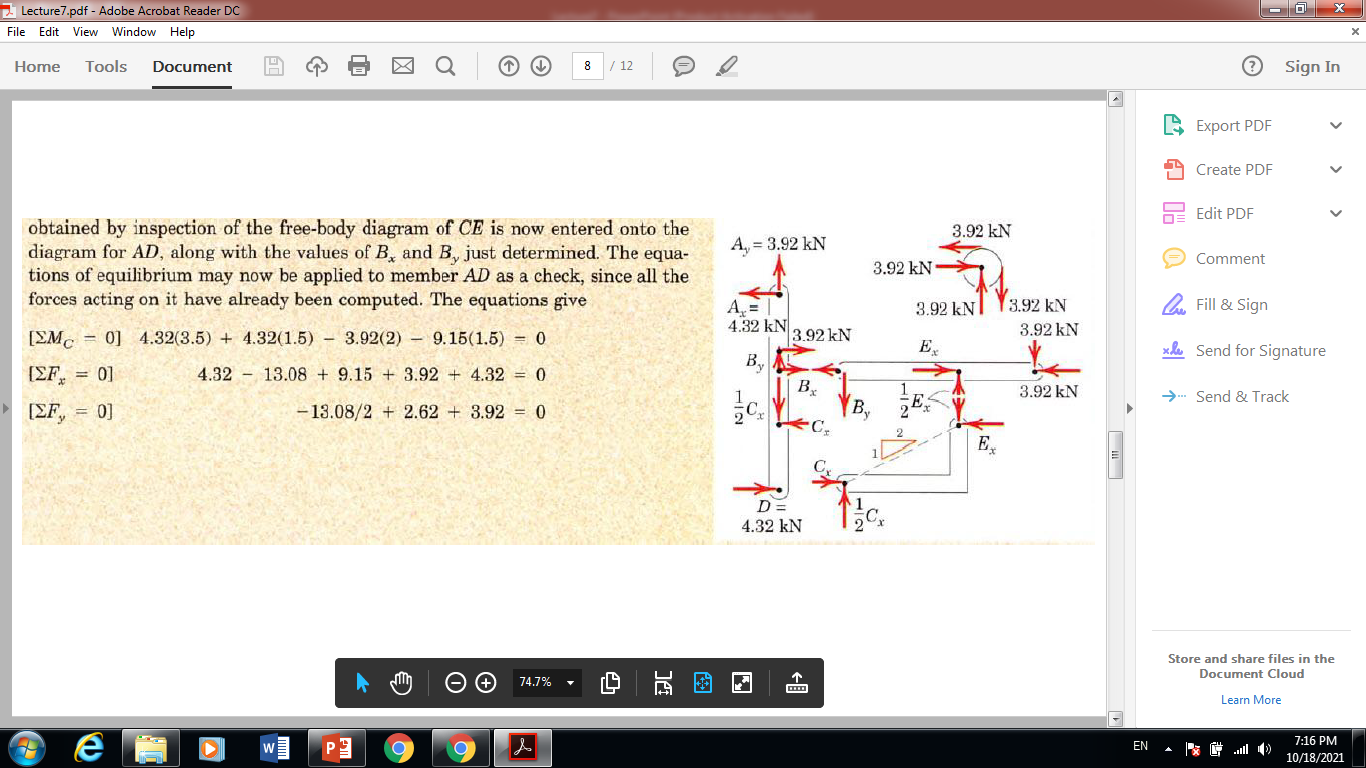 Lecture7.pdf - Adobe Acrobat Reader DC
File Edit View Window Help
Home Tools Document 8 / 12 Sign In
obtained by inspection of the free-body diagram of CE is now entered onto the
diagram for AD, along with the values of Bx and By just determined. The equa-
tions of equilibrium may now be applied to member AD as a check, since all the
forces acting on it have already been computed. The equations give
[ΣMC = 0] 4.32(3.5) + 4.32(1.5) − 3.92(2) − 9.15(1.5) = 0
[ΣFx = 0] 4.32 − 13.08 + 9.15 + 3.92 + 4.32 = 0
[ΣFy = 0] −13.08/2 + 2.62 + 3.92 = 0
Ay = 3.92 kN
Ax =
4.32 kN
3.92 kN
By
Bx
1/2 Cx
Cx
D =
4.32 kN
3.92 kN
3.92 kN
3.92 kN
3.92 kN
3.92 kN
Ex
3.92 kN
By
1/2 Ex
Ex
2
1
Cx
1/2 Cx
74.7%
Export PDF
Create PDF
Edit PDF
Comment
Fill & Sign
Send for Signature
Send & Track
Store and share files in the
Document Cloud
Learn More
EN
7:16 PM
10/18/2021